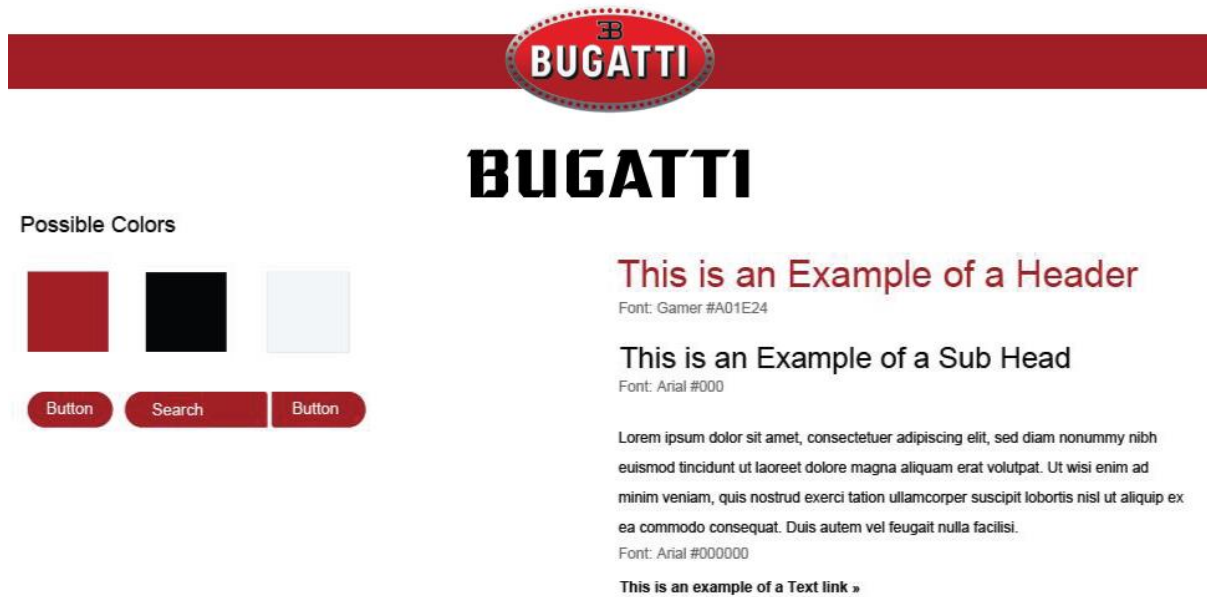 EB
BUGATTI
BUGATTI
Possible Colors
Button
Search
Button
This is an Example of a Header
Font: Gamer #A01E24
This is an Example of a Sub Head
Font: Arial #000
Lorem ipsum dolor sit amet, consectetuer adipiscing elit, sed diam nonummy nibh
euismod tincidunt ut laoreet dolore magna aliquam erat volutpat. Ut wisi enim ad
minim veniam, quis nostrud exerci tation ullamcorper suscipit lobortis nisl ut aliquip ex
ea commodo consequat. Duis autem vel feugait nulla facilisi.
Font: Arial #000000
This is an example of a Text link »